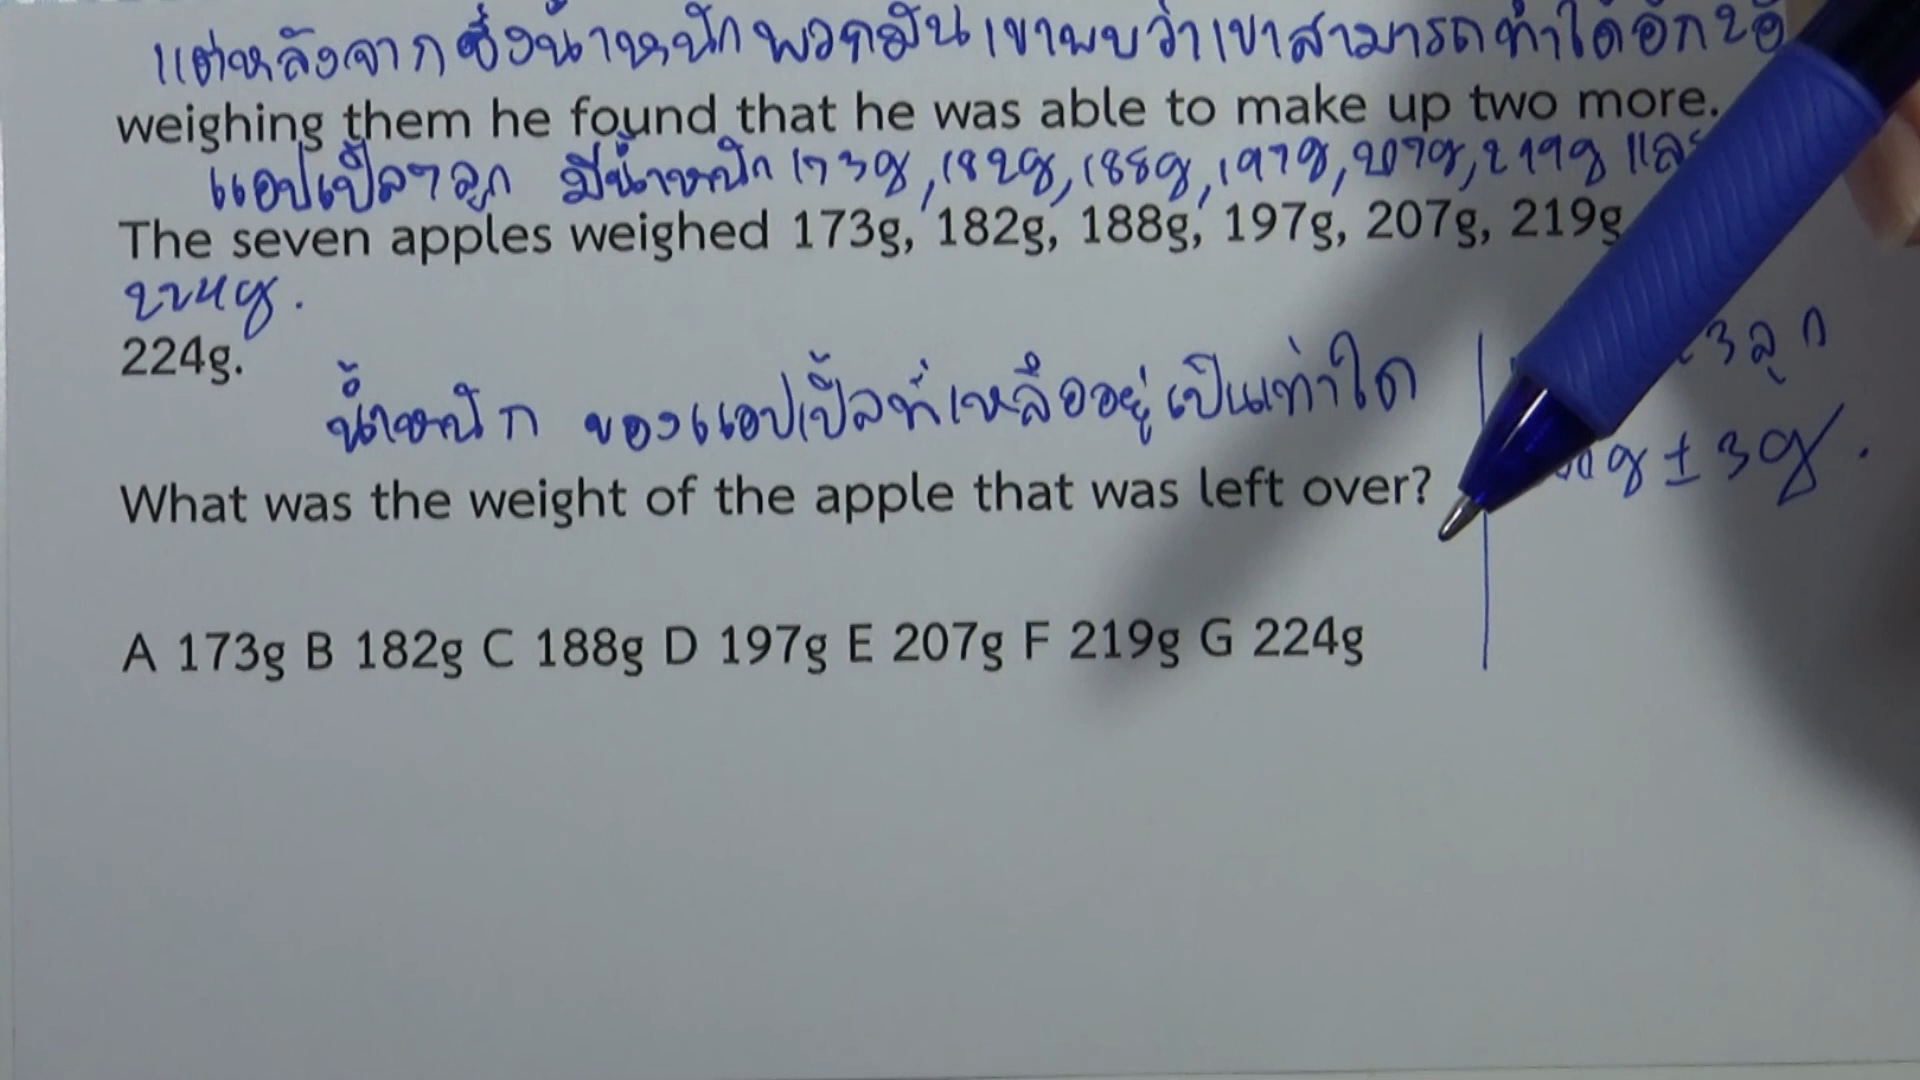 แต่หลังจาก ชั่งน้ำหนัก พวกมัน เขาพบว่า เขาสามารถทำได้อีก
weighing them he found that he was able to make up two more.
แอปเปิ้ล 7 ลูก มีน้ำหนัก 173g, 182g, 188g, 197g, 207g, 219g และ
The seven apples weighed 173g, 182g, 188g, 197g, 207g, 219g
224g.
224g.
น้ำหนัก ของแอปเปิ้ลที่เหลืออยู่ เป็นเท่าใด
3 ลูก
What was the weight of the apple that was left over?
g ± 3g.
A 173g B 182g C 188g D 197g E 207g F 219g G 224g